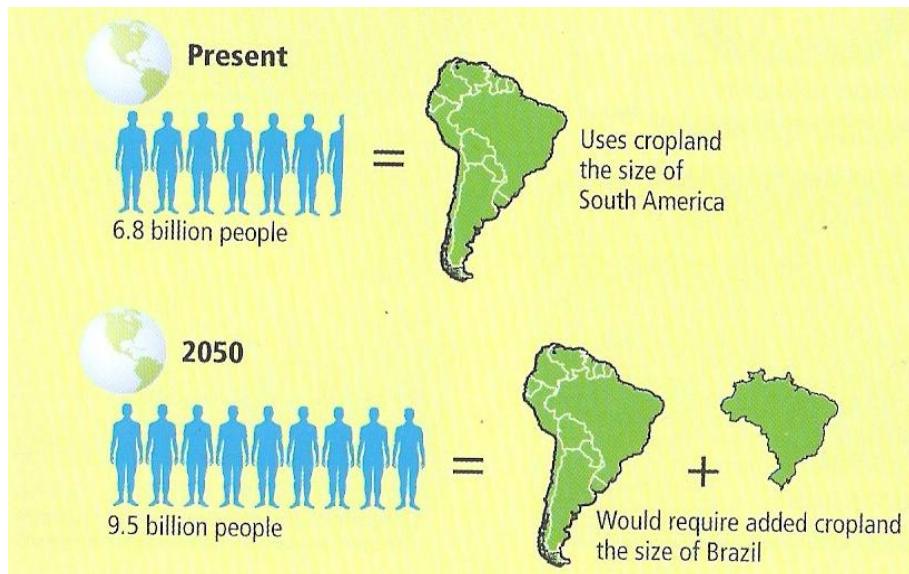 Present
=
Uses cropland
the size of
South America
6.8 billion people
2050
=
+
9.5 billion people
Would require added cropland
the size of Brazil